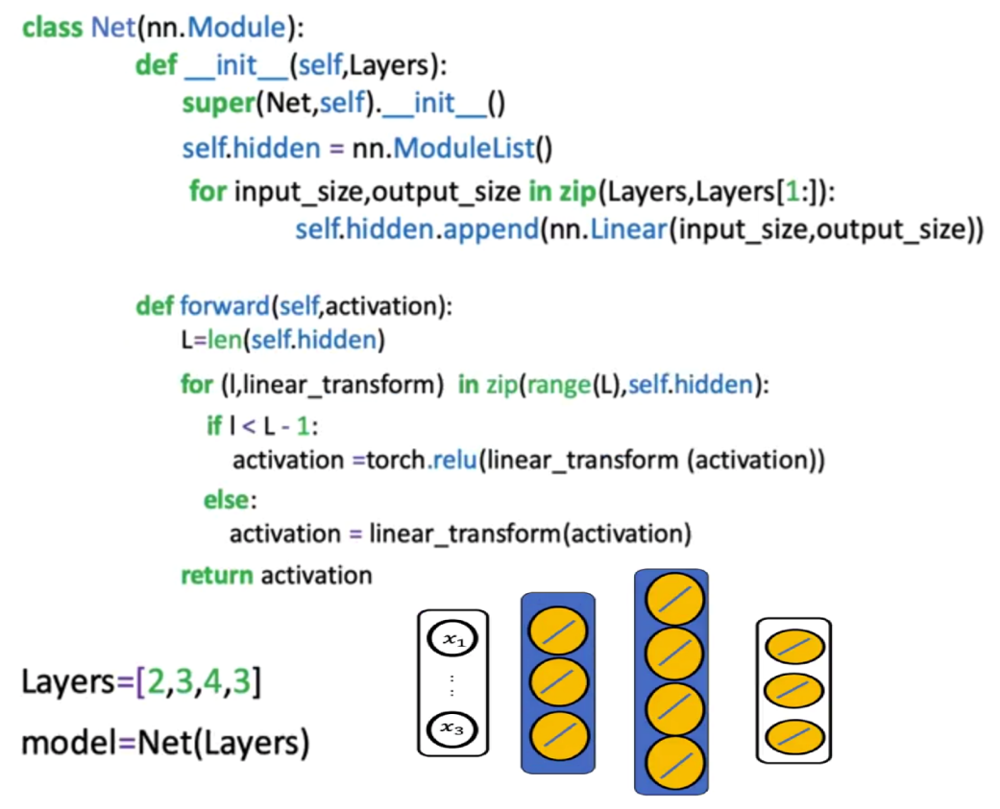 class Net(nn.Module):
def __init__(self,Layers):
super(Net,self).__init__()
self.hidden = nn.ModuleList()
for input_size,output_size in zip(Layers,Layers[1:]):
self.hidden.append(nn.Linear(input_size,output_size))
def forward(self,activation):
L=len(self.hidden)
for (l,linear_transform) in zip(range(L),self.hidden):
if l < L - 1:
activation =torch.relu(linear_transform (activation))
else:
activation = linear_transform(activation)
return activation
x₁
⋮
x₃
Layers=[2,3,4,3]
model=Net(Layers)